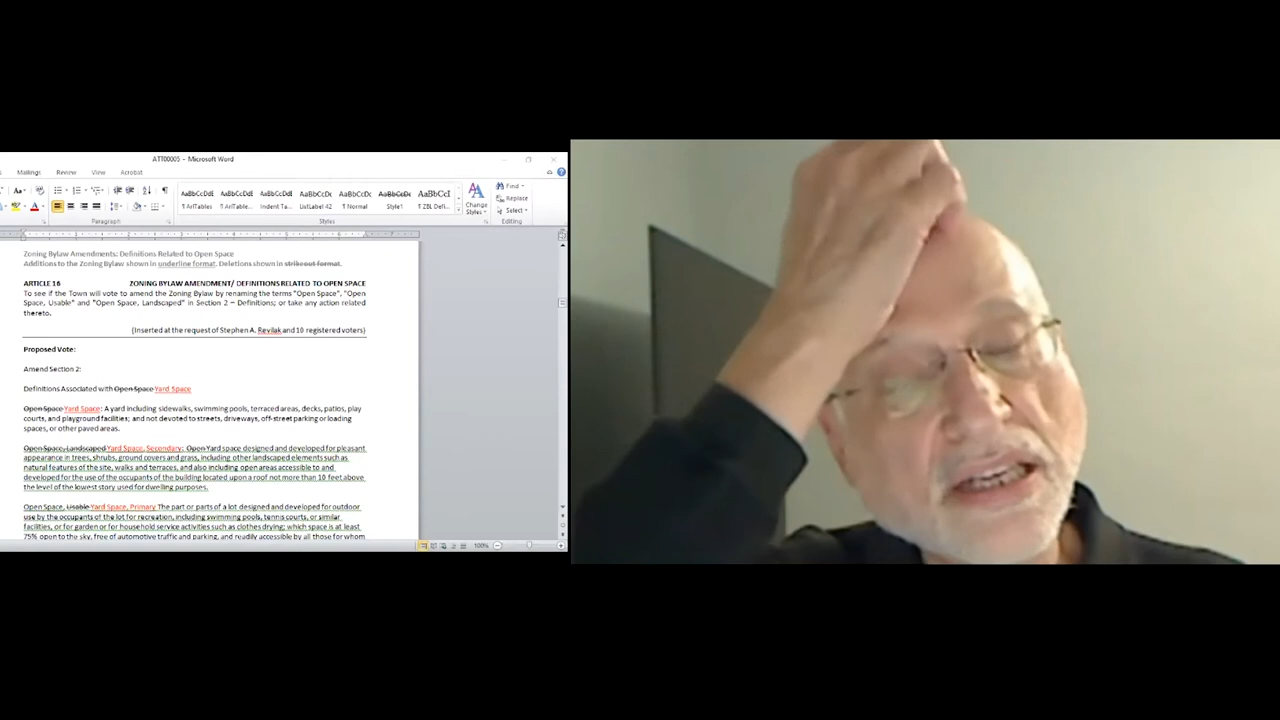 ATT00005 - Microsoft Word
Mailings Review View Acrobat
AaBbCcDdE AaBbCcDdE AaBbCcDdE AaBbCcDc AaBbCcDc AaBbCcDc AaBbCcI
¶ ArlTables ¶ ArlTable... Indent Ta... ListLabel 42 ¶ Normal Style1 ¶ ZBL Defi...
Change Styles
Find
Replace
Select
Paragraph Styles Editing
Zoning Bylaw Amendments: Definitions Related to Open Space
Additions to the Zoning Bylaw shown in underline format. Deletions shown in strikeout format.
ARTICLE 16 ZONING BYLAW AMENDMENT/ DEFINITIONS RELATED TO OPEN SPACE
To see if the Town will vote to amend the Zoning Bylaw by renaming the terms "Open Space", "Open
Space, Usable" and "Open Space, Landscaped" in Section 2 – Definitions; or take any action related
thereto.
(Inserted at the request of Stephen A. Revilak and 10 registered voters)
Proposed Vote:
Amend Section 2:
Definitions Associated with Open Space Yard Space
Open Space Yard Space: A yard including sidewalks, swimming pools, terraced areas, decks, patios, play
courts, and playground facilities; and not devoted to streets, driveways, off-street parking or loading
spaces, or other paved areas.
Open Space, Landscaped Yard Space, Secondary: Open Yard space designed and developed for pleasant
appearance in trees, shrubs, ground covers and grass, including other landscaped elements such as
natural features of the site, walks and terraces, and also including open areas accessible to and
developed for the use of the occupants of the building located upon a roof not more than 10 feet above
the level of the lowest story used for dwelling purposes.
Open Space, Usable Yard Space, Primary The part or parts of a lot designed and developed for outdoor
use by the occupants of the lot for recreation, including swimming pools, tennis courts, or similar
facilities, or for garden or for household service activities such as clothes drying; which space is at least
75% open to the sky, free of automotive traffic and parking, and readily accessible by all those for whom
100%